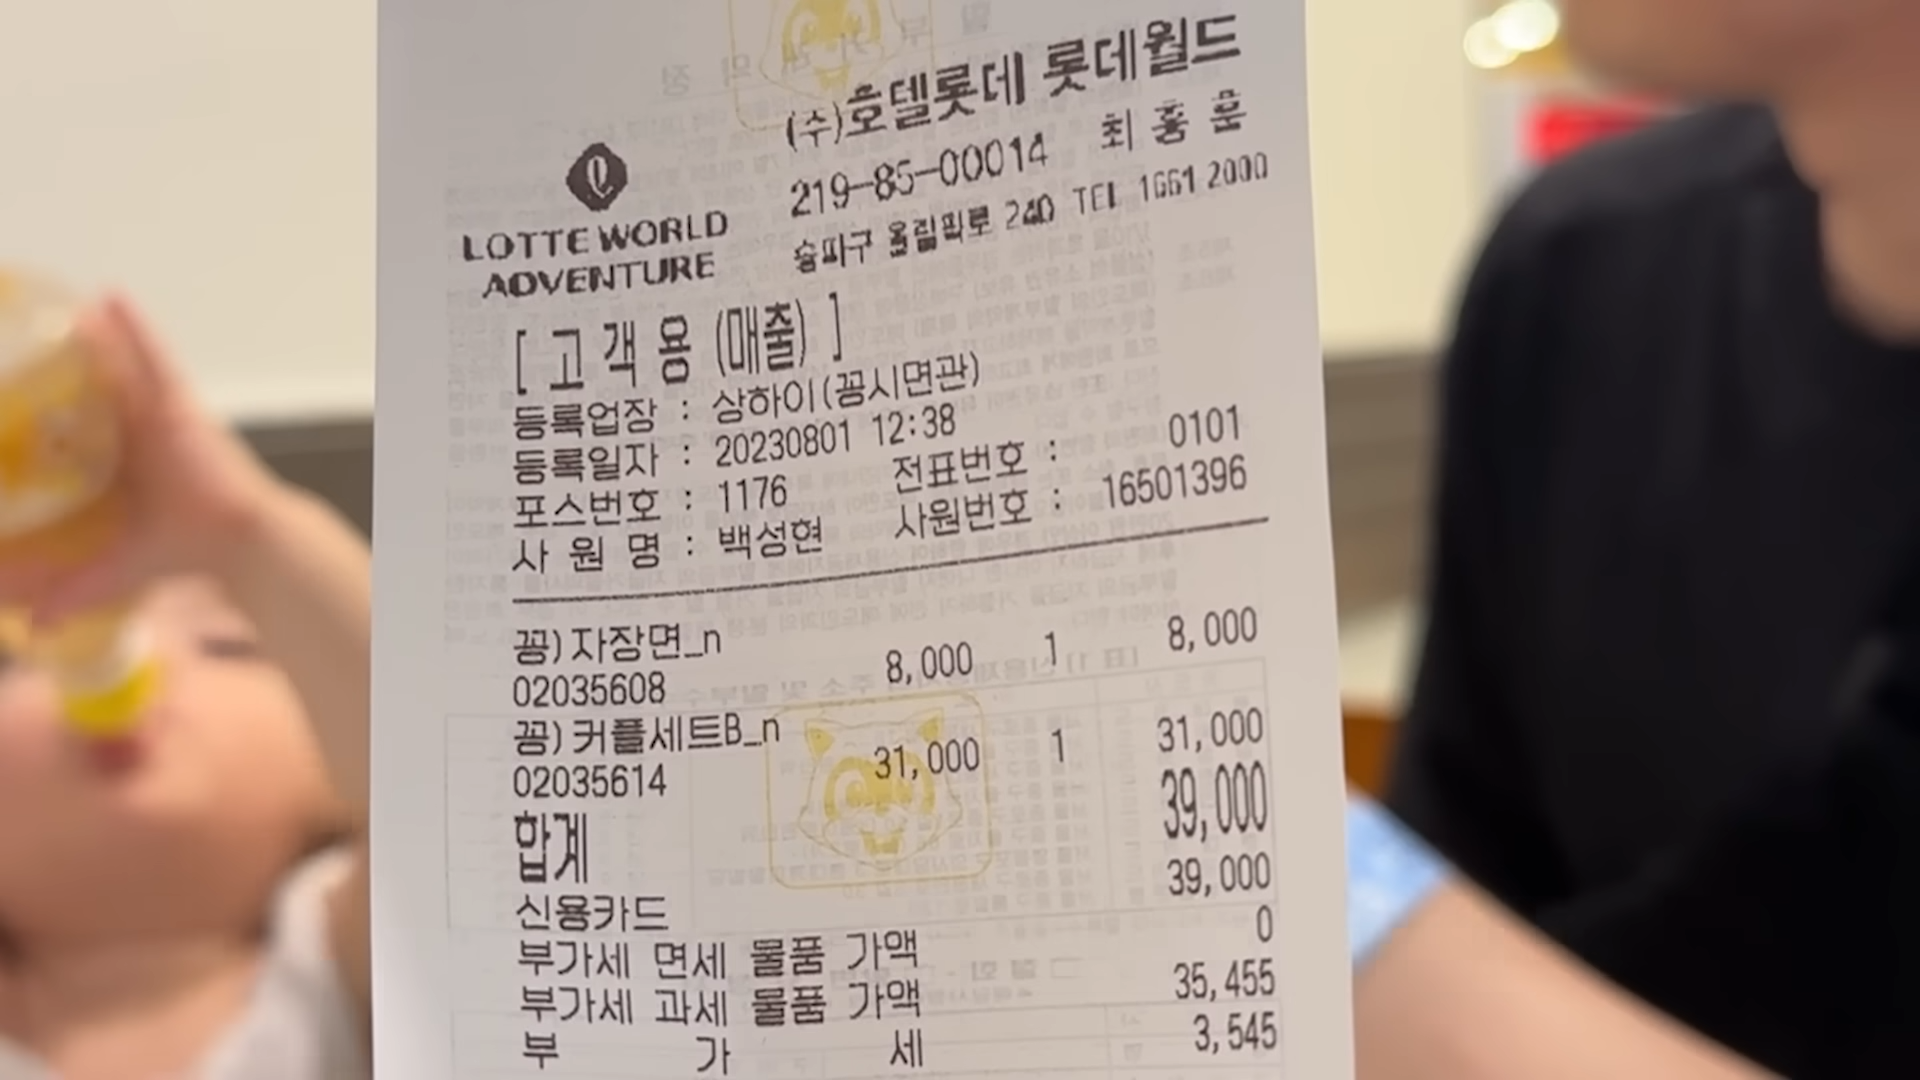 (수)호델롯데 롯데월드
219-85-00014 최홍훈
송파구 올림픽로 240 TEL 1661 2000
LOTTE WORLD
ADVENTURE
[ 고 객 용 (매출) ]
등록업장 : 상하이(꽁시면관)
등록일자 : 20230801 12:38
포스번호 : 1176 전표번호 : 0101
사 원 명 : 백성현 사원번호 : 16501396
꽁)자장면_n
02035608 8,000 1 8,000
꽁)커플세트B_n
02035614 31,000 1 31,000
합계 39,000
신용카드 39,000
부가세 면세 물품 가액 0
부가세 과세 물품 가액 35,455
부 가 세 3,545